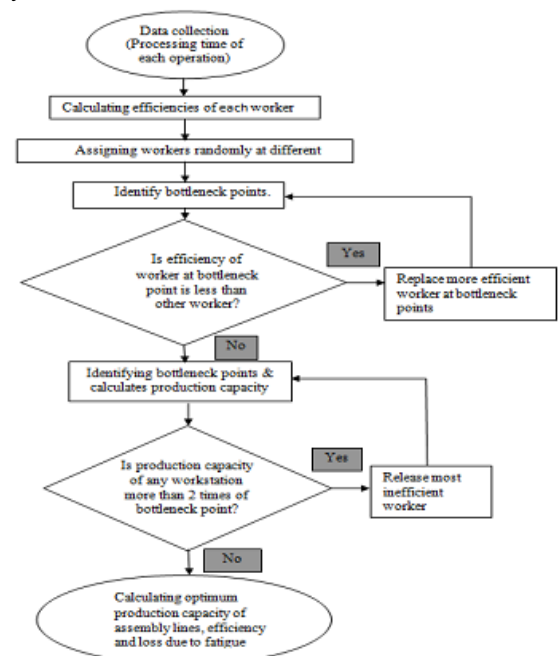 Data collection
(Processing time of
each operation)
Calculating efficiencies of each worker
Assigning workers randomly at different
Identify bottleneck points.
Is efficiency of
worker at bottleneck
point is less than
other worker?
Yes
Replace more efficient
worker at bottleneck
points
No
Identifying bottleneck points &
calculates production capacity
Is production capacity
of any workstation
more than 2 times of
bottleneck point?
Yes
Release most
inefficient
worker
No
Calculating optimum
production capacity of
assembly lines, efficiency
and loss due to fatigue